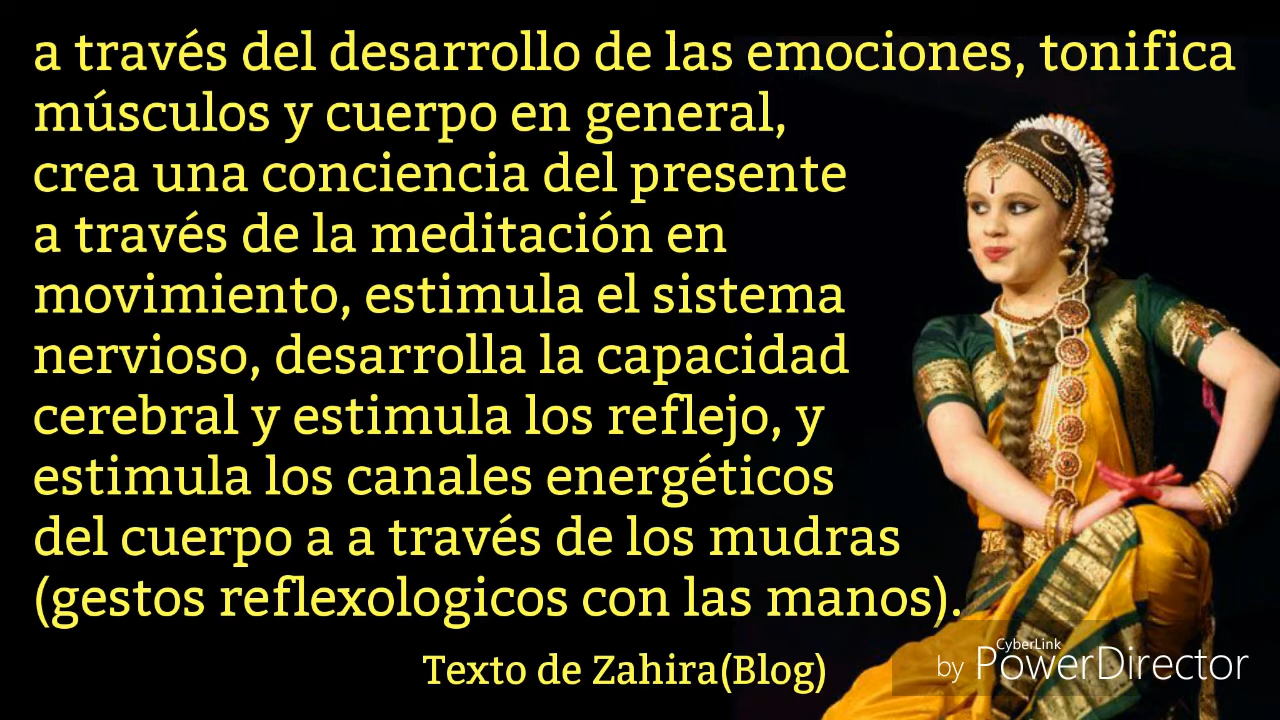 a través del desarrollo de las emociones, tonifica
músculos y cuerpo en general,
crea una conciencia del presente
a través de la meditación en
movimiento, estimula el sistema
nervioso, desarrolla la capacidad
cerebral y estimula los reflejo, y
estimula los canales energéticos
del cuerpo a a través de los mudras
(gestos reflexologicos con las manos).
Texto de Zahira(Blog)
by CyberLink PowerDirector